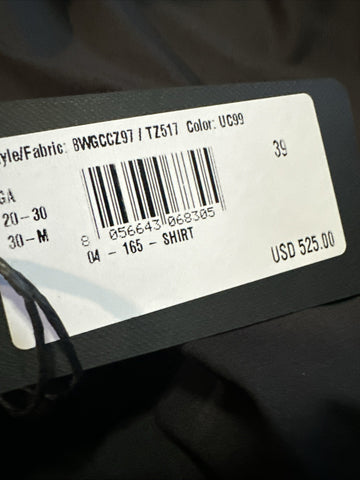 yle/Fabric: 8WGCCZ97 / TZ517 Color: UC99
39
GA
20-30
30-M
8 056643 068305
04 - 165 - SHIRT
USD 525.00